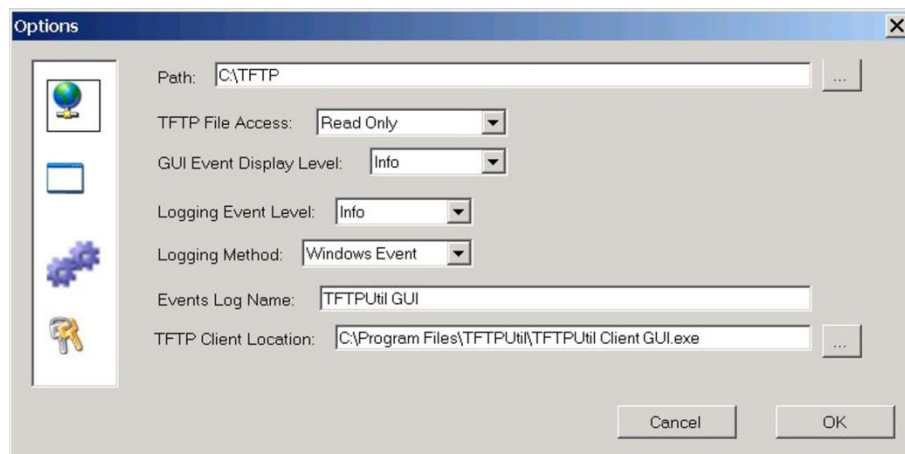 Options
Path: C:\TFTP ...
TFTP File Access: Read Only
GUI Event Display Level: Info
Logging Event Level: Info
Logging Method: Windows Event
Events Log Name: TFTPUtil GUI
TFTP Client Location: C:\Program Files\TFTPUtil\TFTPUtil Client GUI.exe ...
Cancel OK